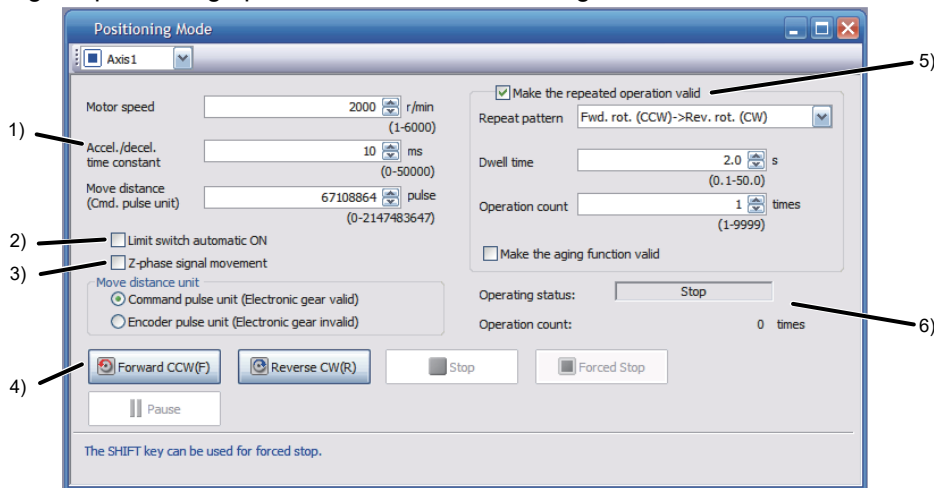 Positioning Mode
Axis1
5)
Make the repeated operation valid
Motor speed 2000 r/min
(1-6000)
Repeat pattern Fwd. rot. (CCW)->Rev. rot. (CW)
1)
Accel./decel.
time constant 10 ms
(0-50000)
Dwell time 2.0 s
(0.1-50.0)
Move distance
(Cmd. pulse unit) 67108864 pulse
(0-2147483647)
Operation count 1 times
(1-9999)
2)
Limit switch automatic ON
3)
Z-phase signal movement
Make the aging function valid
Move distance unit
Command pulse unit (Electronic gear valid)
Encoder pulse unit (Electronic gear invalid)
Operating status: Stop
Operation count: 0 times
6)
4)
Forward CCW(F) Reverse CW(R) Stop Forced Stop
Pause
The SHIFT key can be used for forced stop.